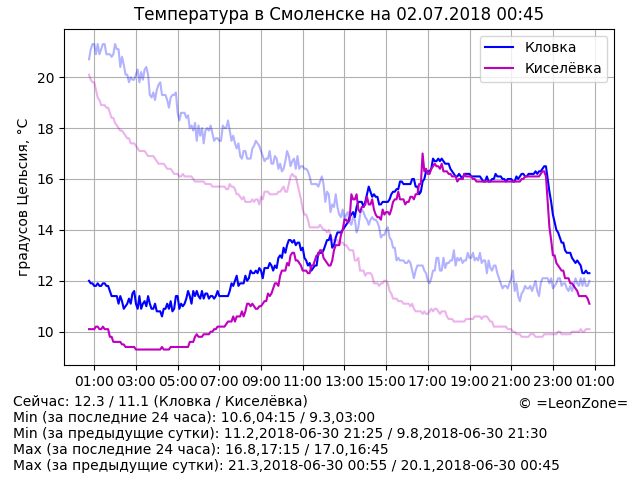 Температура в Смоленске на 02.07.2018 00:45
Кловка
Киселёвка
градусов Цельсия, °C
20
18
16
14
12
10
01:00 03:00 05:00 07:00 09:00 11:00 13:00 15:00 17:00 19:00 21:00 23:00 01:00
Сейчас: 12.3 / 11.1 (Кловка / Киселёвка)
© =LeonZone=
Min (за последние 24 часа): 10.6,04:15 / 9.3,03:00
Min (за предыдущие сутки): 11.2,2018-06-30 21:25 / 9.8,2018-06-30 21:30
Max (за последние 24 часа): 16.8,17:15 / 17.0,16:45
Max (за предыдущие сутки): 21.3,2018-06-30 00:55 / 20.1,2018-06-30 00:45